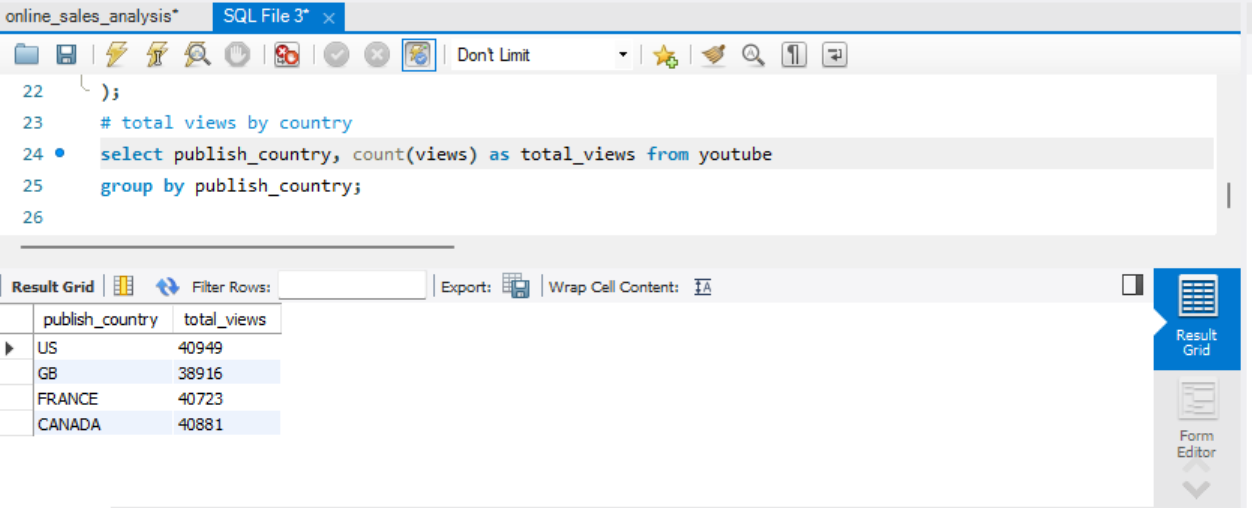 online_sales_analysis*
SQL File 3*
Don't Limit
22 );
23 # total views by country
24 select publish_country, count(views) as total_views from youtube
25 group by publish_country;
26
Result Grid Filter Rows: Export: Wrap Cell Content:
publish_country total_views
US 40949
GB 38916
FRANCE 40723
CANADA 40881
Result
Grid
Form
Editor